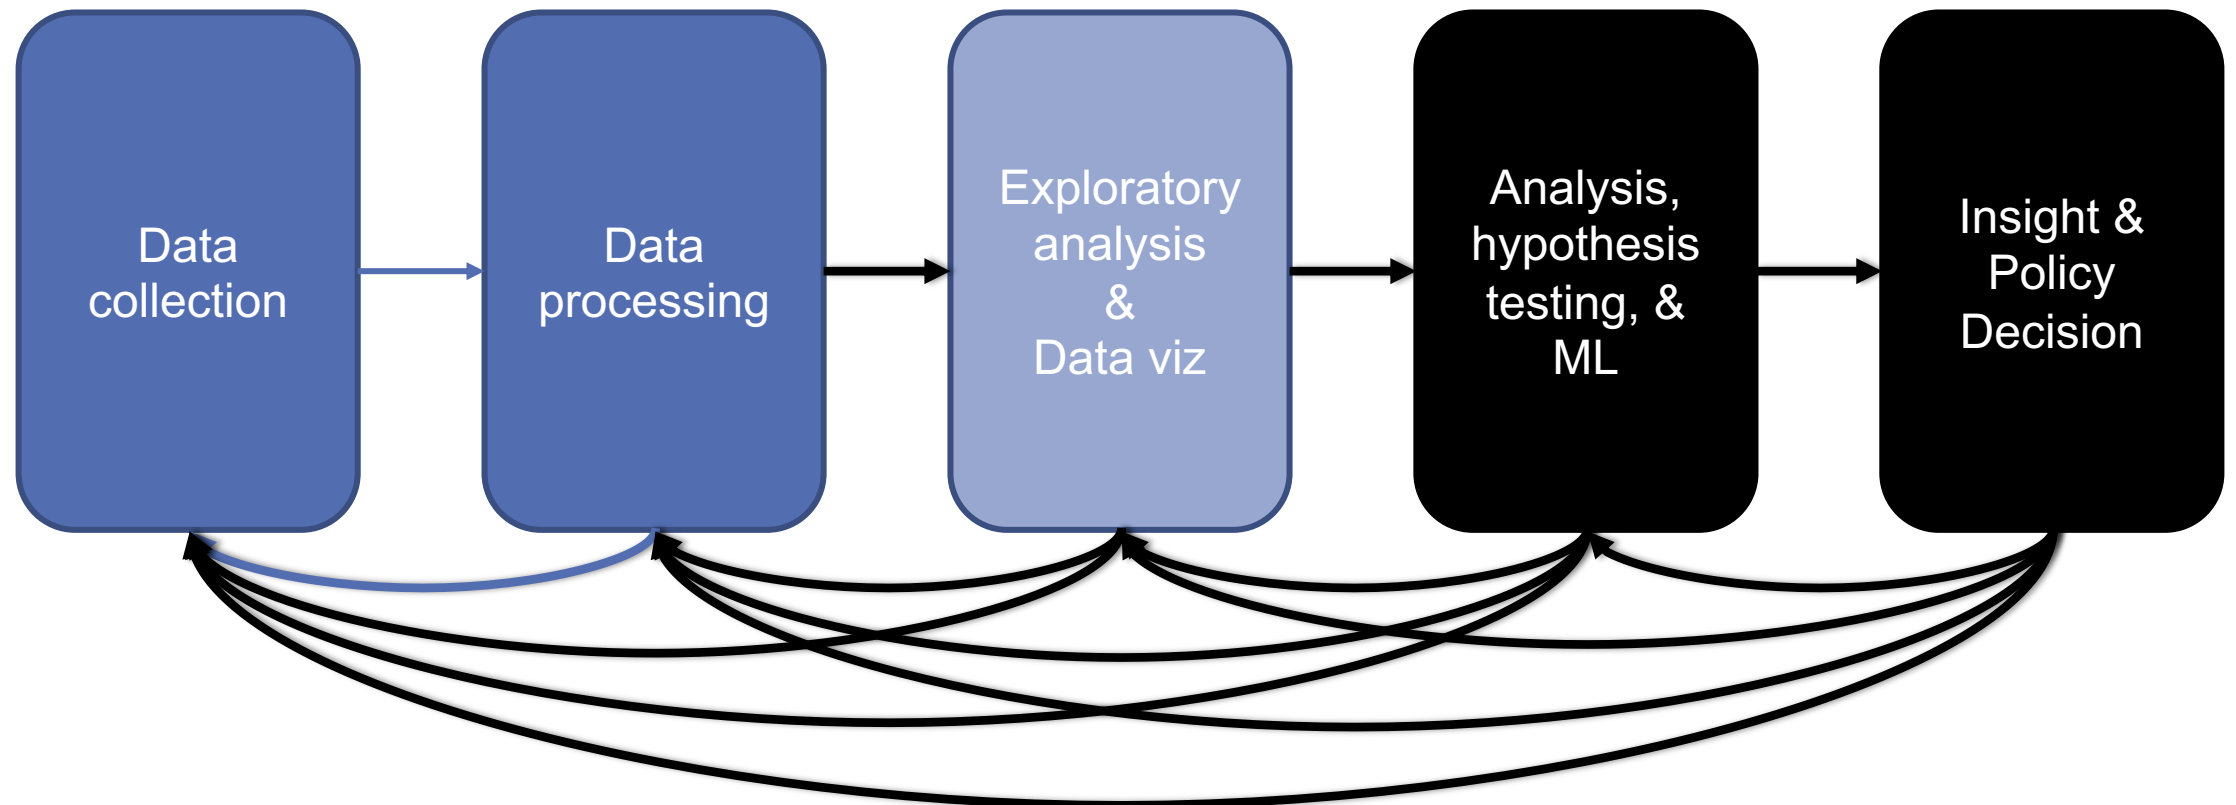 Data
collection
Data
processing
Exploratory
analysis
&
Data viz
Analysis,
hypothesis
testing, &
ML
Insight &
Policy
Decision